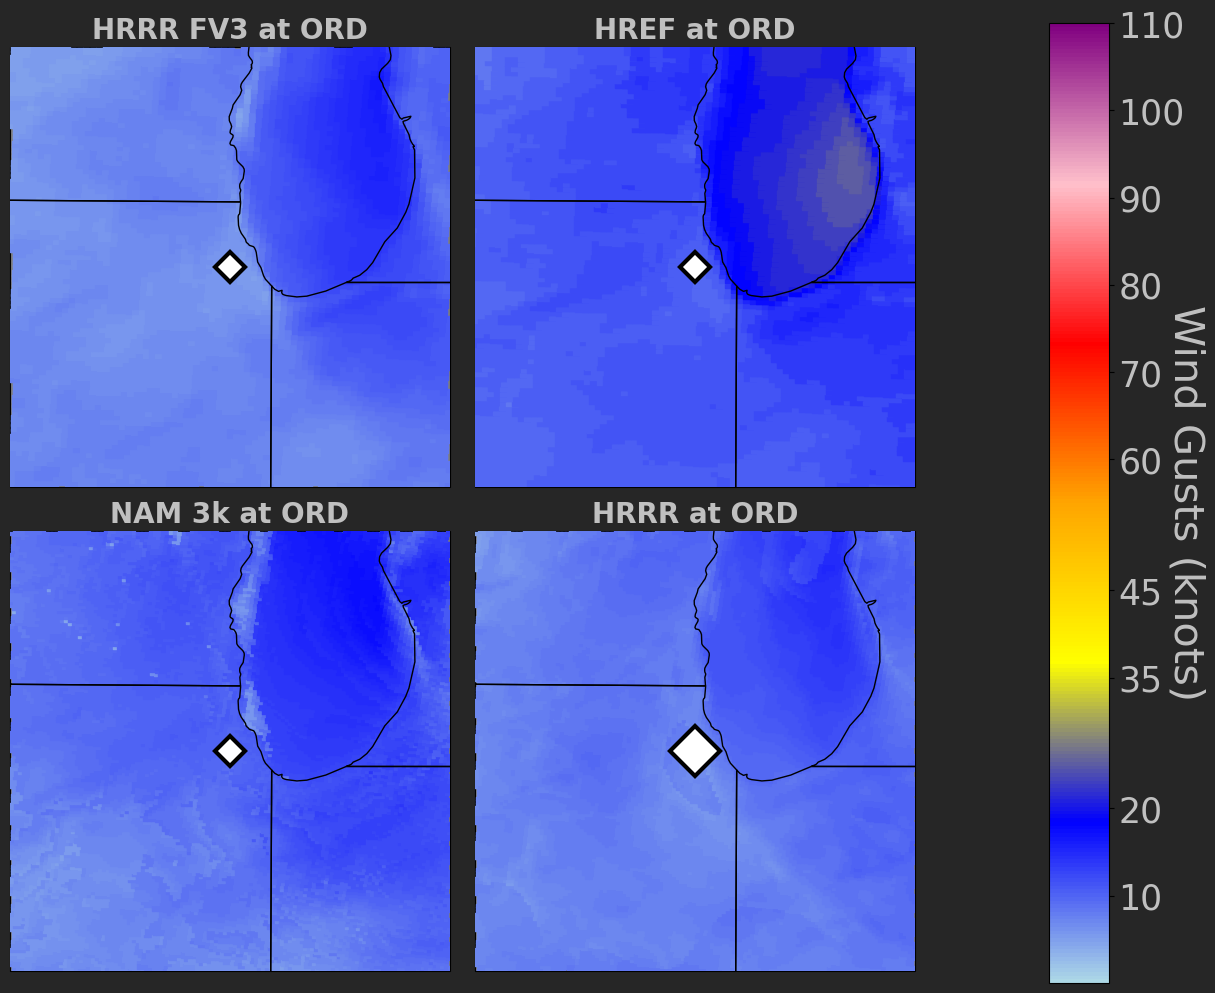 HRRR FV3 at ORD
HREF at ORD
NAM 3k at ORD
HRRR at ORD
110
100
90
80
70
60
45
35
20
10
Wind Gusts (knots)